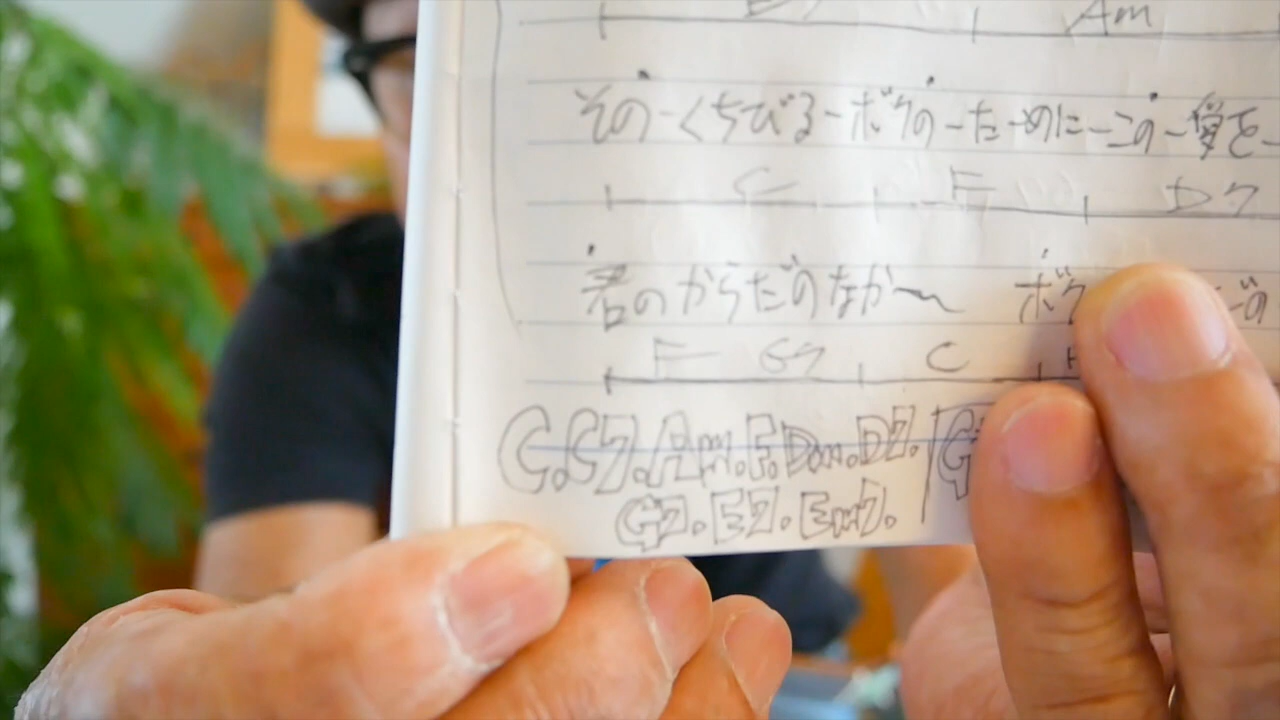 E7 Am
その-くちびる-ボクの-ために-この-愛を-
C F D7
君のからだのなか〜 ボク
F G7 C
C.C7.Am.F.Dm.D7. G
G7.E7.Em7.